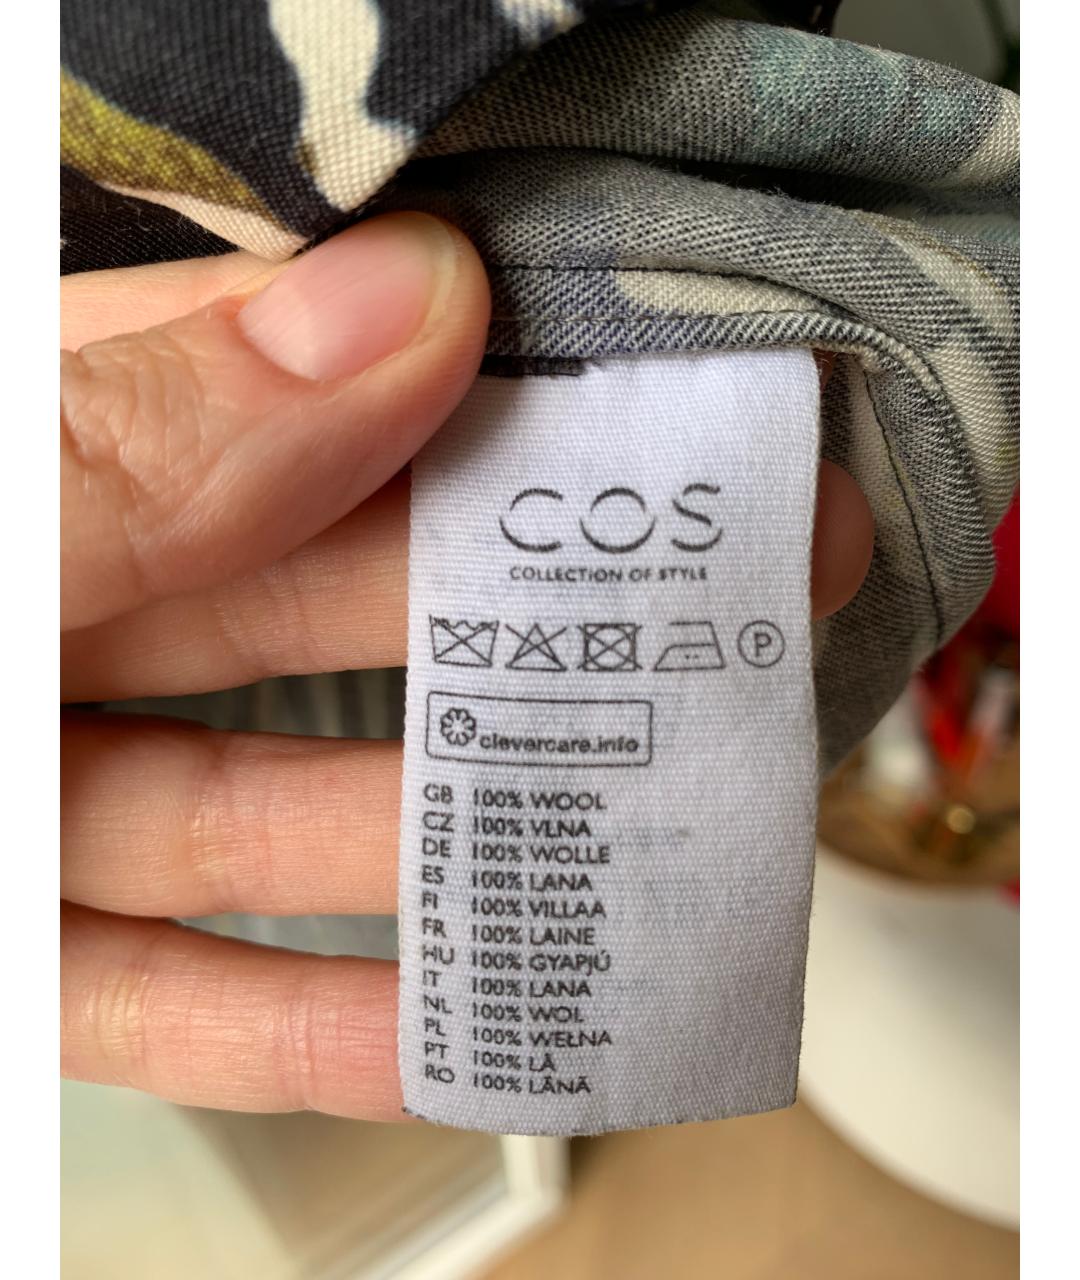 COS
COLLECTION OF STYLE
P
clevercare.info
GB 100% WOOL
CZ 100% VLNA
DE 100% WOLLE
ES 100% LANA
FI 100% VILLAA
FR 100% LAINE
HU 100% GYAPJÚ
IT 100% LANA
NL 100% WOL
PL 100% WEŁNA
PT 100% LÃ
RO 100% LÂNĂ